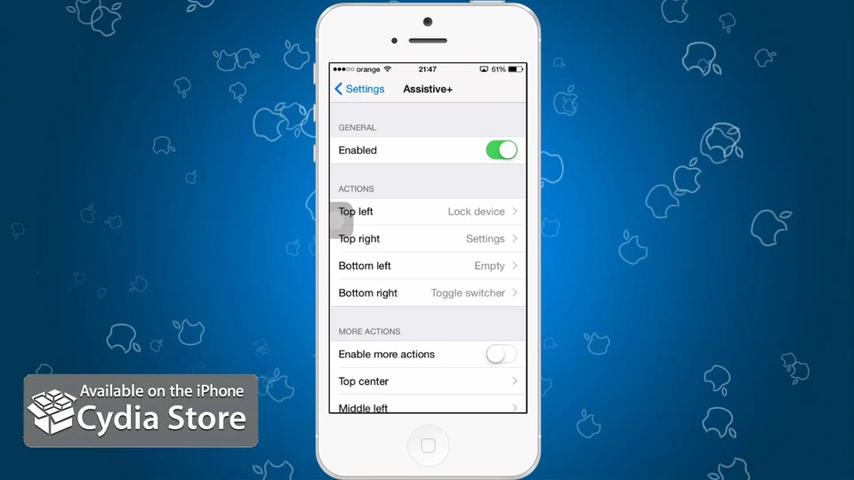 orange 21:47 61%
Settings Assistive+
GENERAL
Enabled
ACTIONS
Top left Lock device
Top right Settings
Bottom left Empty
Bottom right Toggle switcher
MORE ACTIONS
Enable more actions
Top center
Middle left
Available on the iPhone
Cydia Store